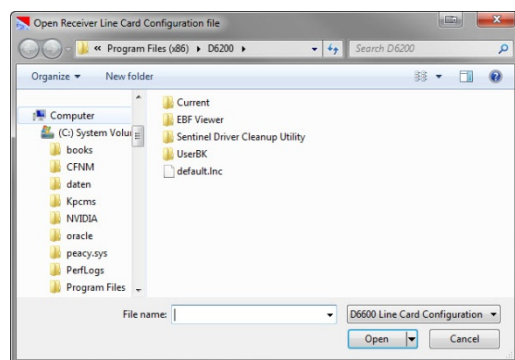 Open Receiver Line Card Configuration file
« Program Files (x86) ▸ D6200 ▸
Search D6200
Organize
New folder
Computer
(C:) System Volu
books
CFNM
daten
Kpcms
NVIDIA
oracle
peacy.sys
PerfLogs
Program Files
Current
EBF Viewer
Sentinel Driver Cleanup Utility
UserBK
default.lnc
File name:
D6600 Line Card Configuration
Open
Cancel